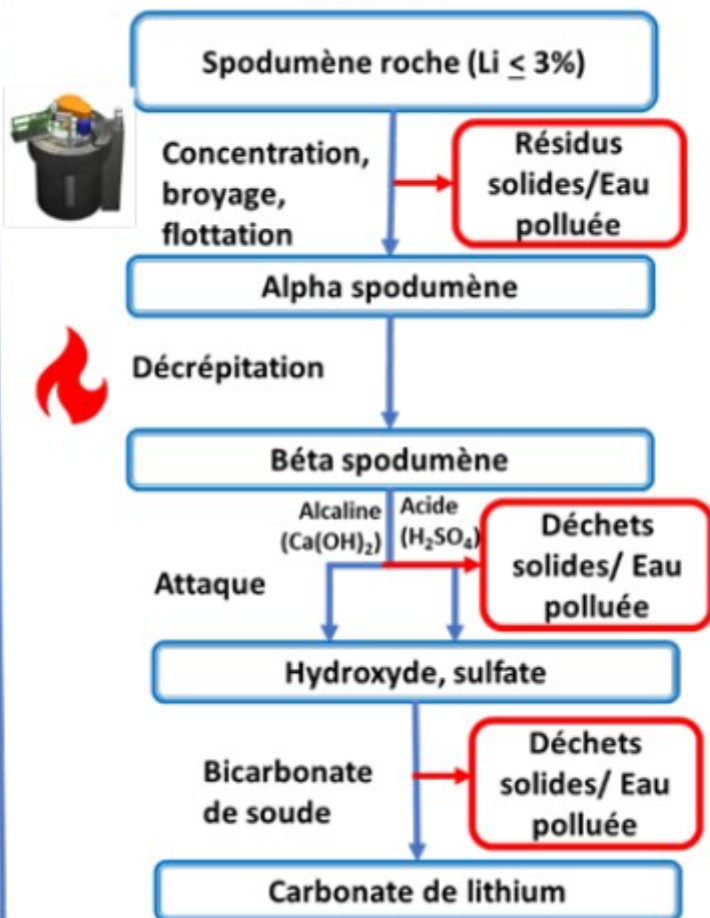 Spodumène roche (Li ≤ 3%)
Concentration,
broyage,
flottation
Résidus
solides/Eau
polluée
Alpha spodumène
Décrépitation
Béta spodumène
Alcaline
(Ca(OH)₂)
Acide
(H₂SO₄)
Attaque
Déchets
solides/ Eau
polluée
Hydroxyde, sulfate
Bicarbonate
de soude
Déchets
solides/ Eau
polluée
Carbonate de lithium